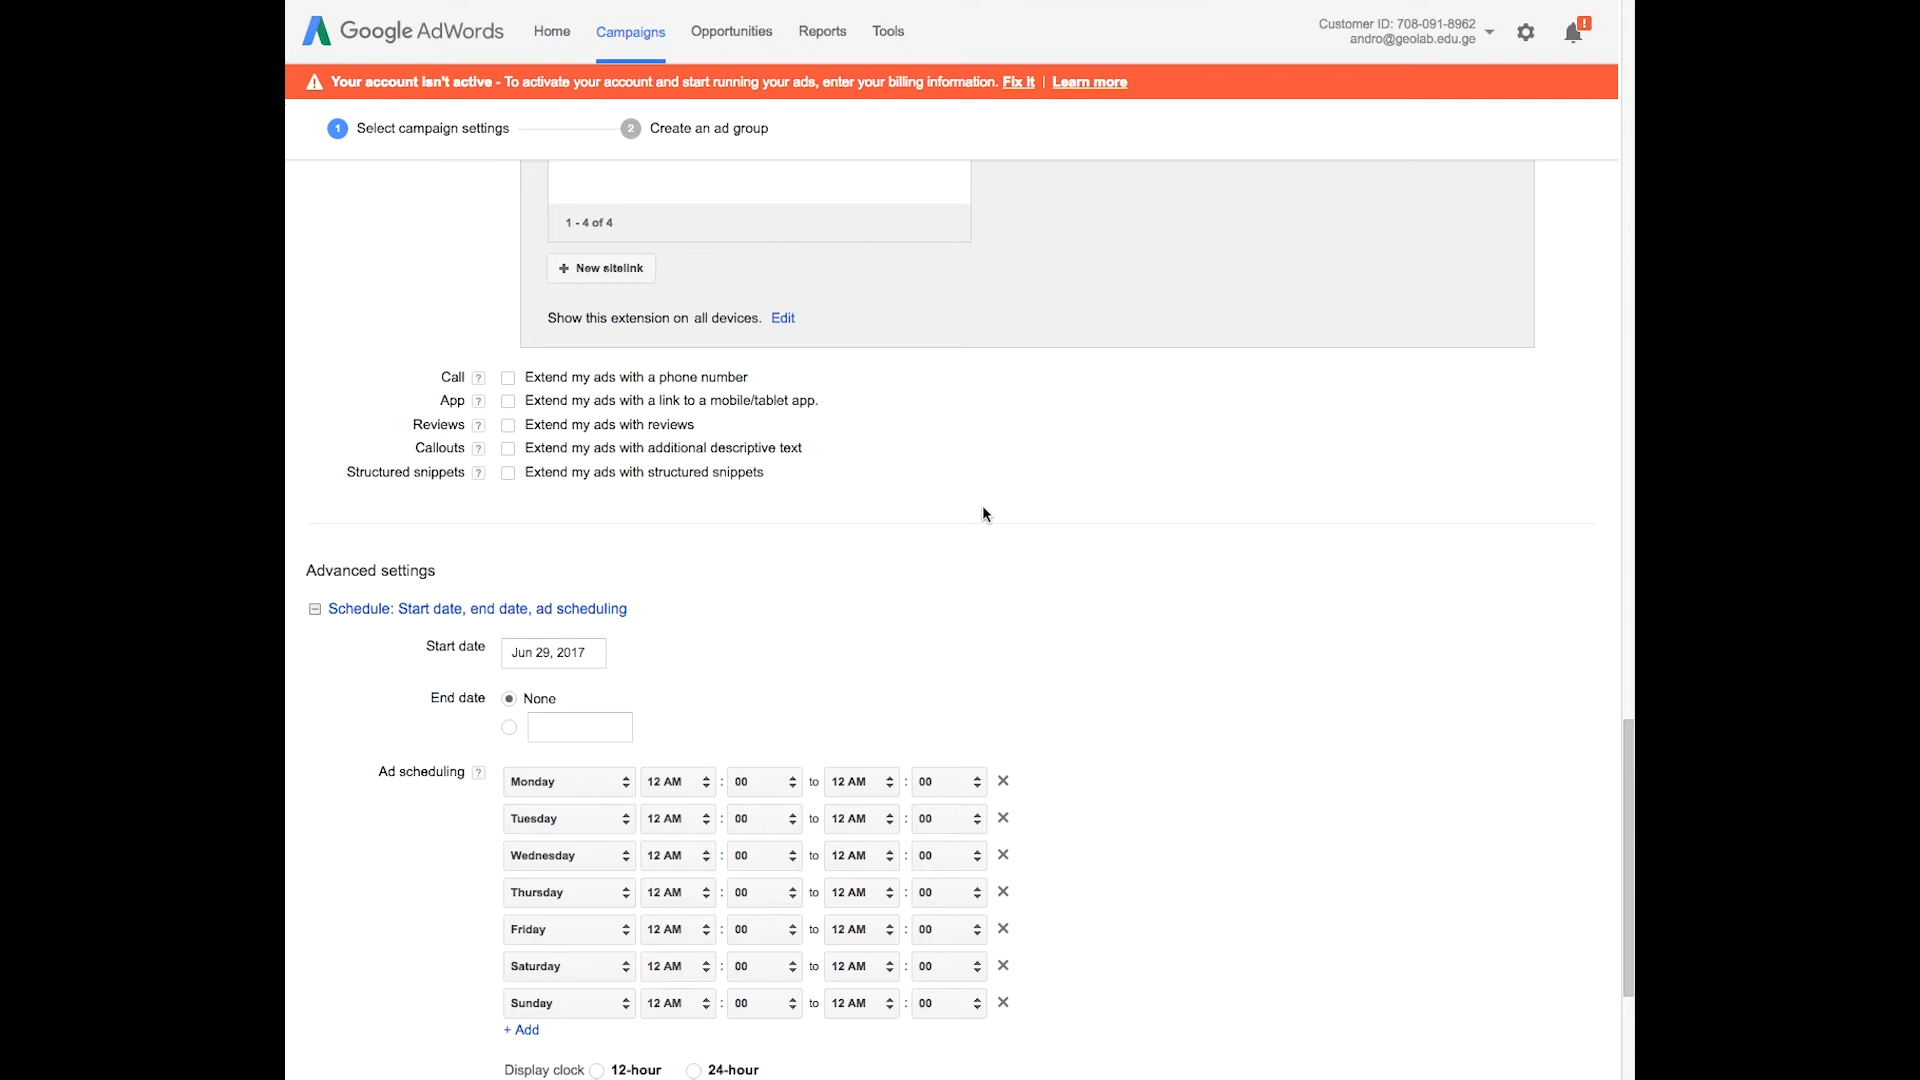 Google AdWords Home Campaigns Opportunities Reports Tools
Customer ID: 708-091-8962
andro@geolab.edu.ge
!
Your account isn't active - To activate your account and start running your ads, enter your billing information. Fix it | Learn more
1 Select campaign settings 2 Create an ad group
1 - 4 of 4
+ New sitelink
Show this extension on all devices. Edit
Call ? Extend my ads with a phone number
App ? Extend my ads with a link to a mobile/tablet app.
Reviews ? Extend my ads with reviews
Callouts ? Extend my ads with additional descriptive text
Structured snippets ? Extend my ads with structured snippets
Advanced settings
Schedule: Start date, end date, ad scheduling
Start date Jun 29, 2017
End date None
Ad scheduling ? Monday 12 AM : 00 to 12 AM : 00
Tuesday 12 AM : 00 to 12 AM : 00
Wednesday 12 AM : 00 to 12 AM : 00
Thursday 12 AM : 00 to 12 AM : 00
Friday 12 AM : 00 to 12 AM : 00
Saturday 12 AM : 00 to 12 AM : 00
Sunday 12 AM : 00 to 12 AM : 00
+ Add
Display clock 12-hour 24-hour